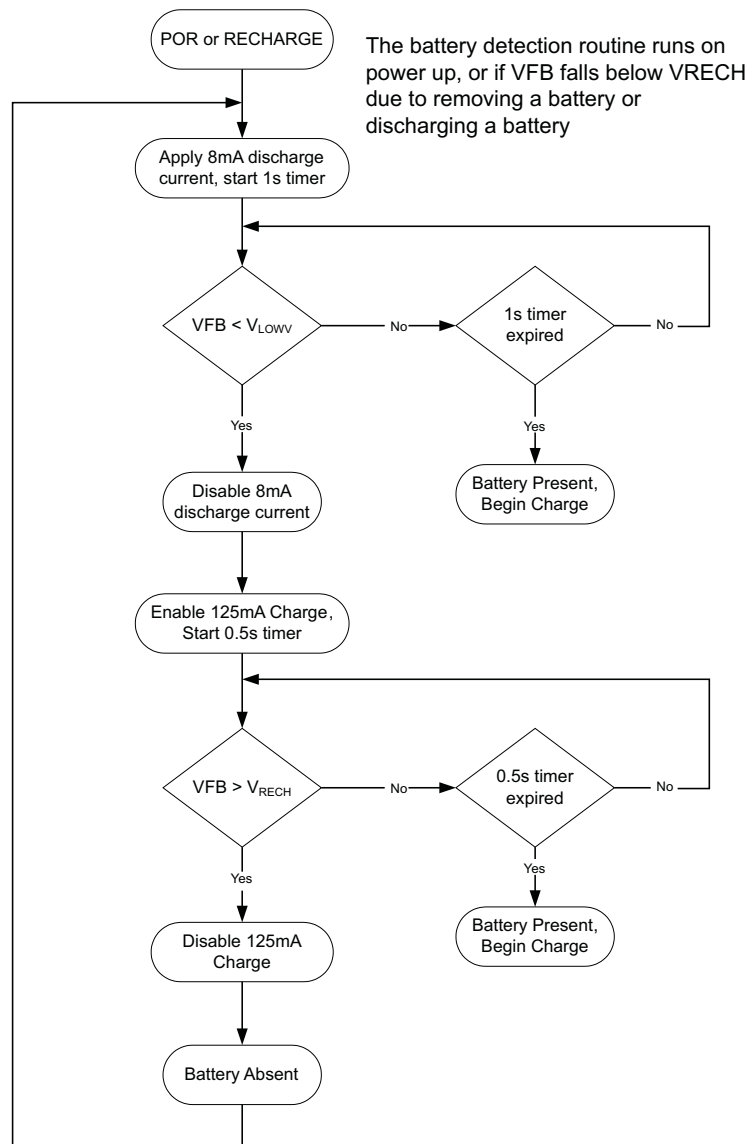 POR or RECHARGE
The battery detection routine runs on
power up, or if VFB falls below VRECH
due to removing a battery or
discharging a battery
Apply 8mA discharge
current, start 1s timer
VFB < VLOWV
No
1s timer
expired
No
Yes
Yes
Disable 8mA
discharge current
Battery Present,
Begin Charge
Enable 125mA Charge,
Start 0.5s timer
VFB > VRECH
No
0.5s timer
expired
No
Yes
Yes
Disable 125mA
Charge
Battery Present,
Begin Charge
Battery Absent